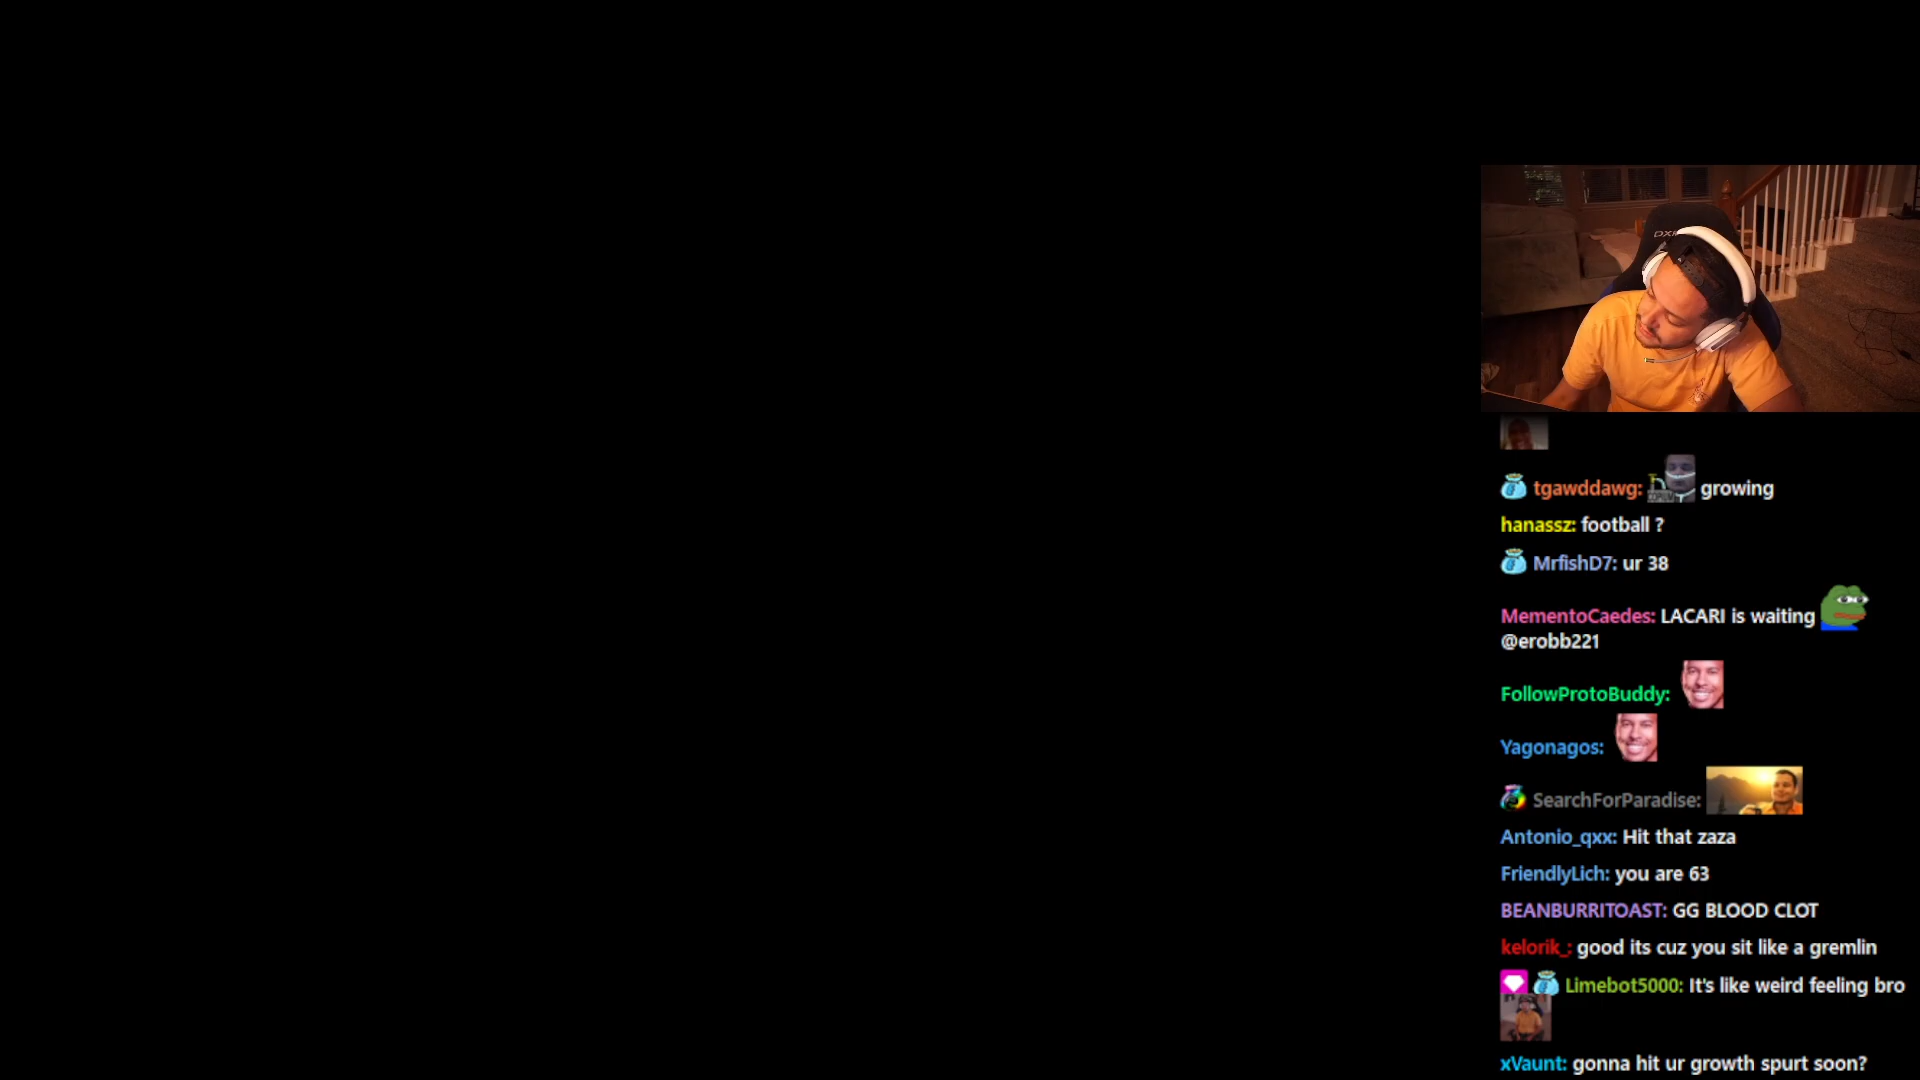 DX
tgawddawg: COPIUM growing
hanassz: football ?
MrfishD7: ur 38
MementoCaedes: LACARI is waiting
@erobb221
FollowProtoBuddy:
Yagonagos:
SearchForParadise:
Antonio_qxx: Hit that zaza
FriendlyLich: you are 63
BEANBURRITOAST: GG BLOOD CLOT
kelorik_: good its cuz you sit like a gremlin
Limebot5000: It's like weird feeling bro
xVaunt: gonna hit ur growth spurt soon?